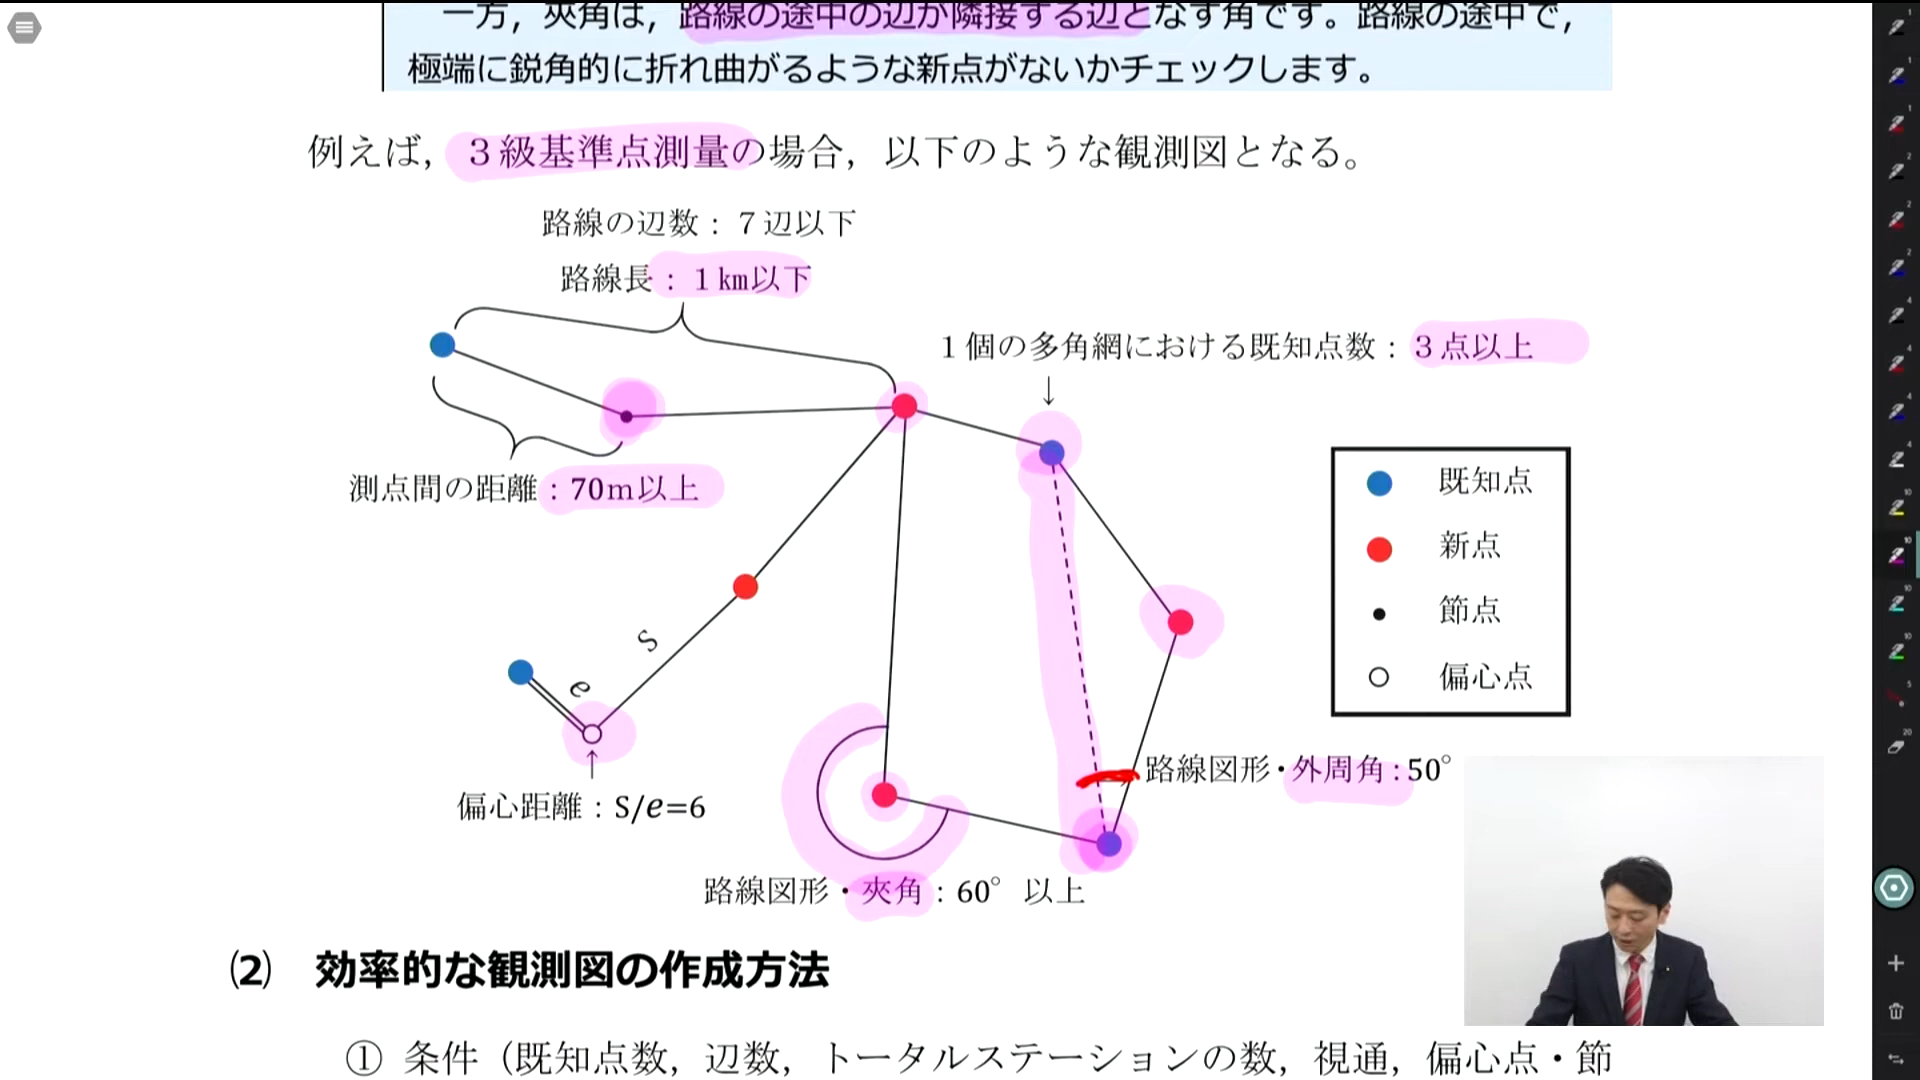 一方，夾角は，路線の途中の辺が隣接する辺となす角です。路線の途中で，
極端に鋭角的に折れ曲がるような新点がないかチェックします。
例えば，３級基準点測量の場合，以下のような観測図となる。
路線の辺数：７辺以下
路線長：１㎞以下
１個の多角網における既知点数：３点以上
↓
測点間の距離：70ｍ以上
既知点
新点
節点
偏心点
S
e
↑
偏心距離：S/e=6
路線図形・外周角：50°
路線図形・夾角：60° 以上
⑵ 効率的な観測図の作成方法
① 条件（既知点数，辺数，トータルステーションの数，視通，偏心点・節